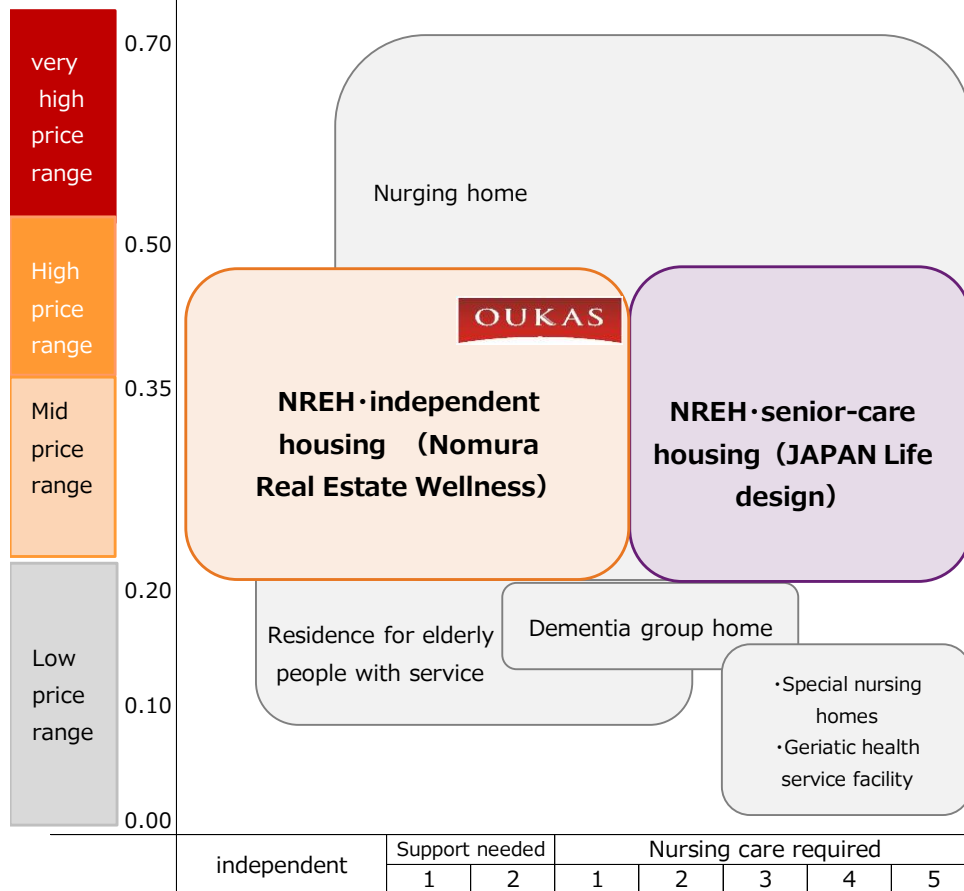 very
high
price
range
High
price
range
Mid
price
range
Low
price
range
0.70
0.50
0.35
0.20
0.10
0.00
Nurging home
OUKAS
NREH･independent
housing （Nomura
Real Estate Wellness）
NREH･senior-care
housing（JAPAN Life
design）
Residence for elderly
people with service
Dementia group home
･Special nursing
homes
･Geriatic health
service facility
independent
Support needed
1 2
Nursing care required
1 2 3 4 5